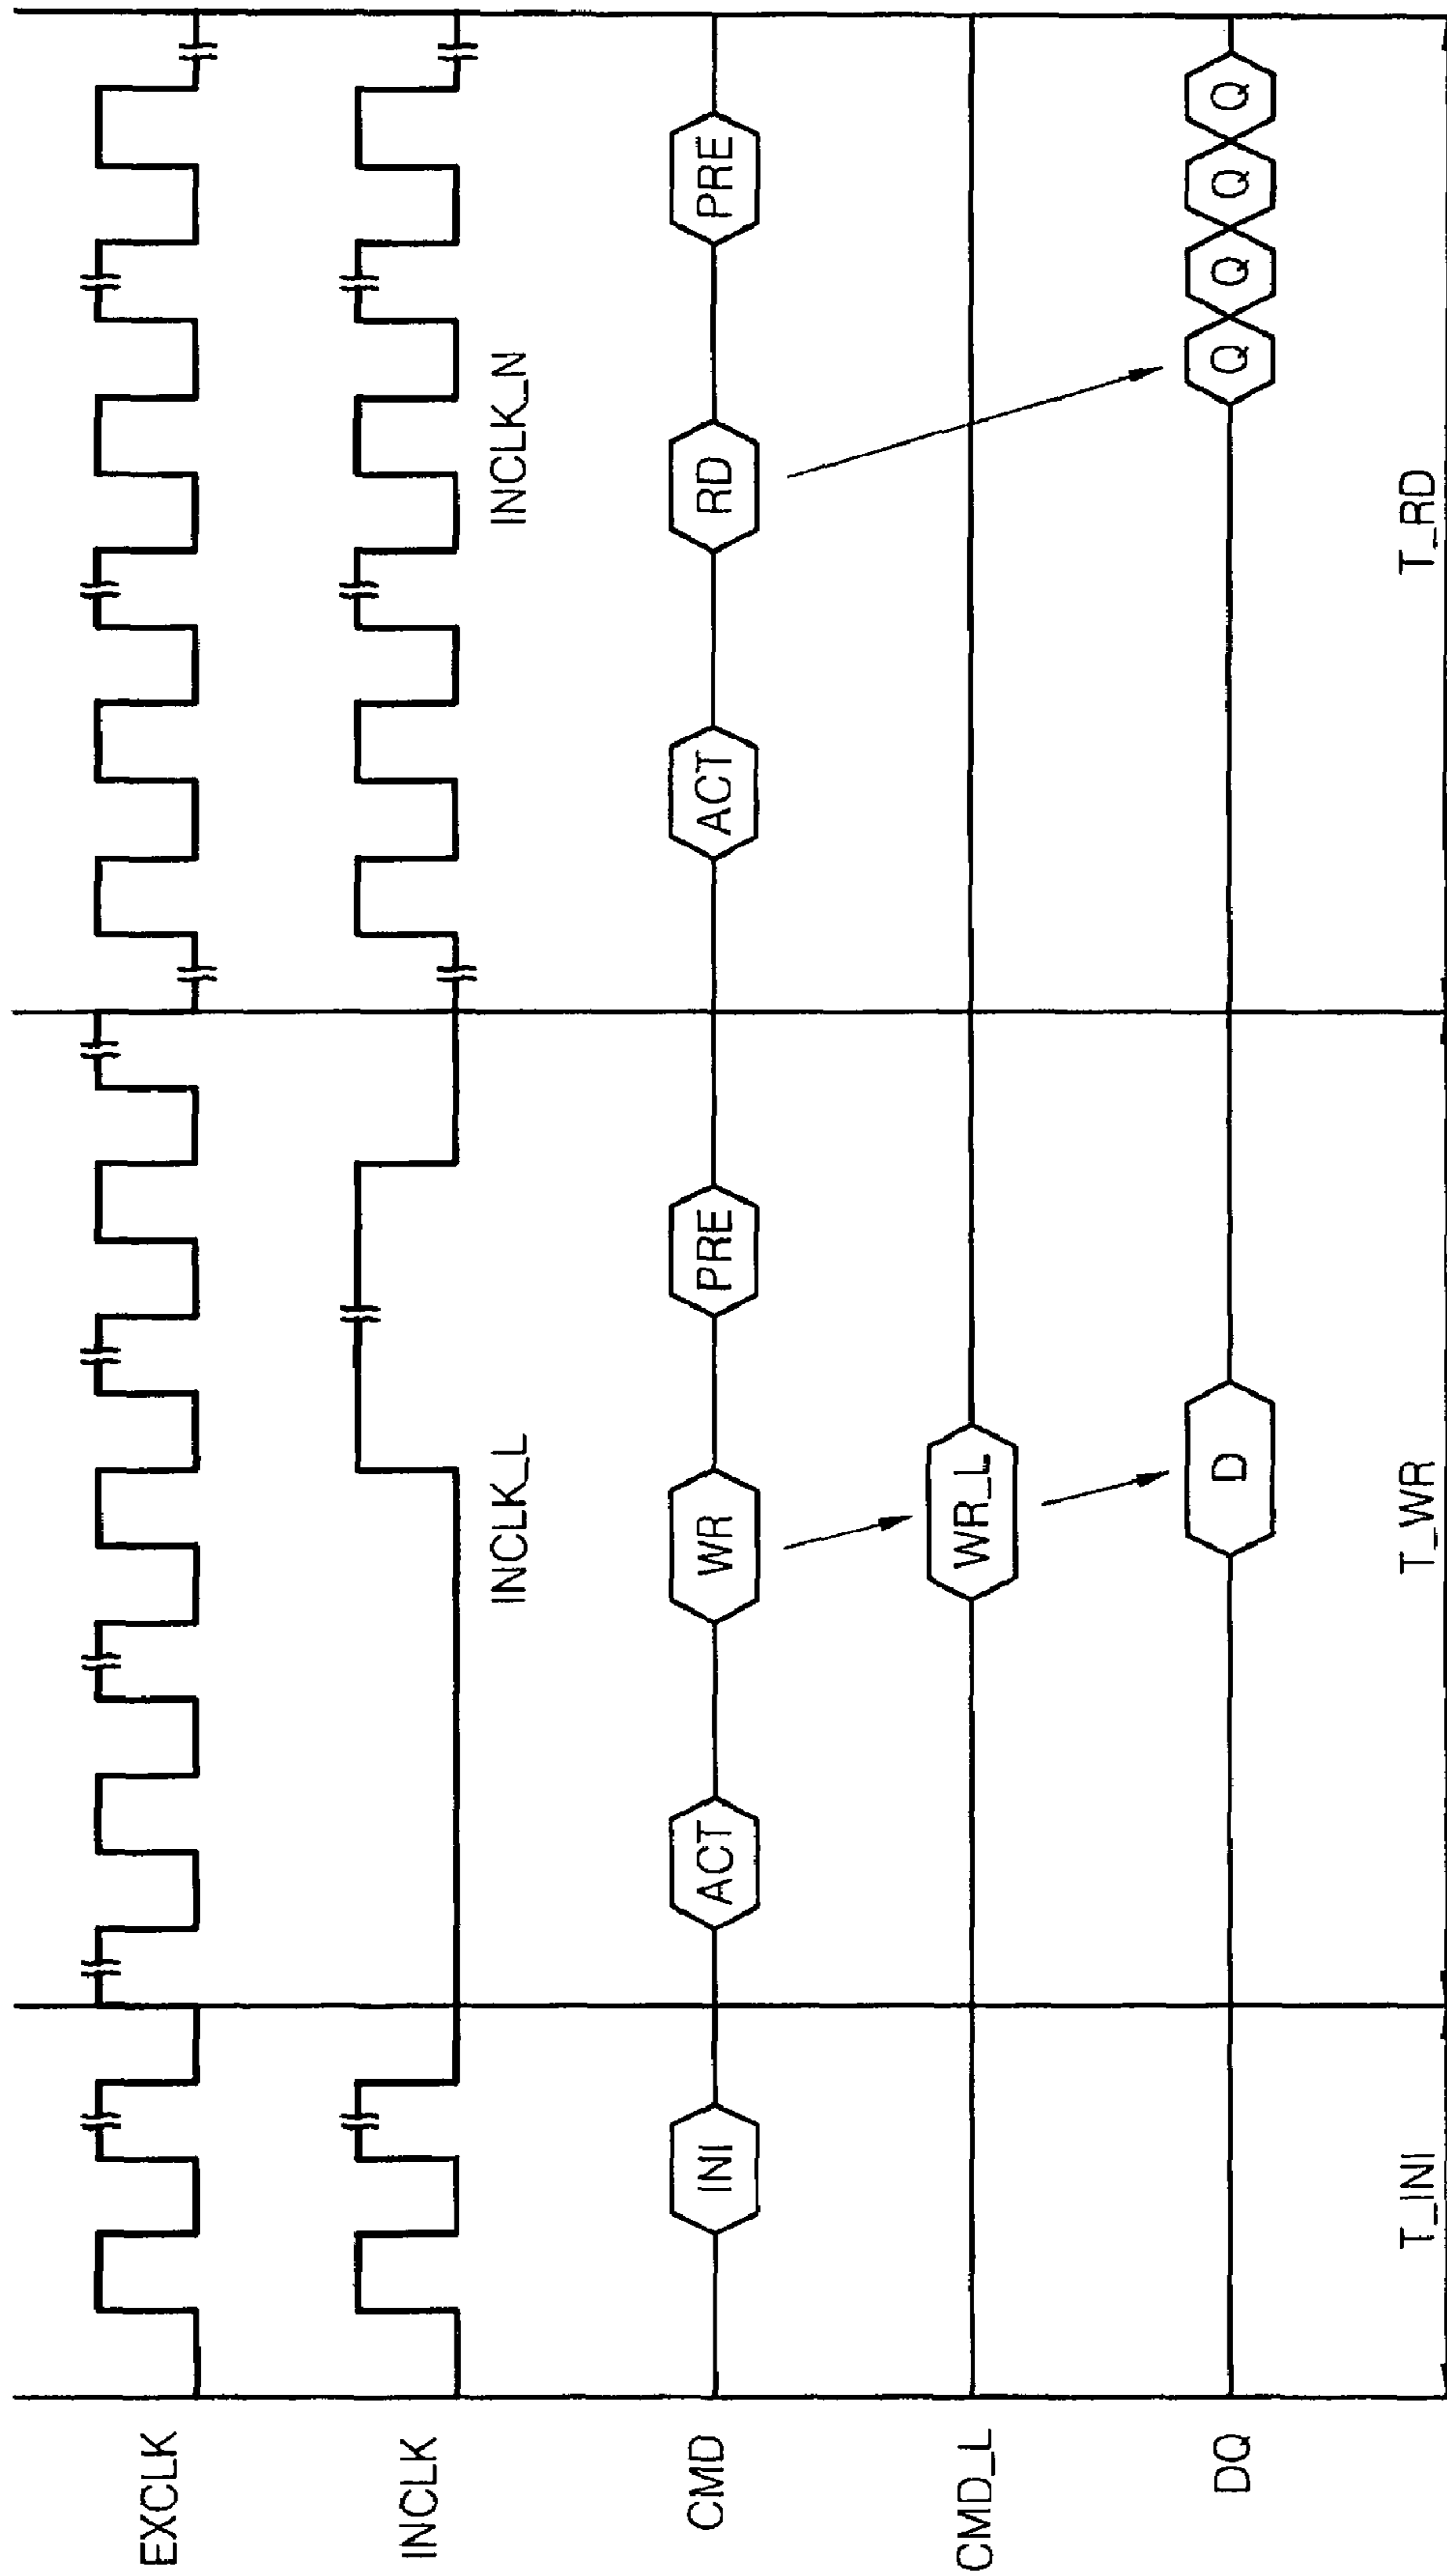 EXCLK
INCLK
INCLK_L
INCLK_N
CMD
INI
ACT
WR
PRE
ACT
RD
PRE
CMD_L
WR_L
DQ
D
Q
Q
Q
Q
T_INI
T_WR
T_RD